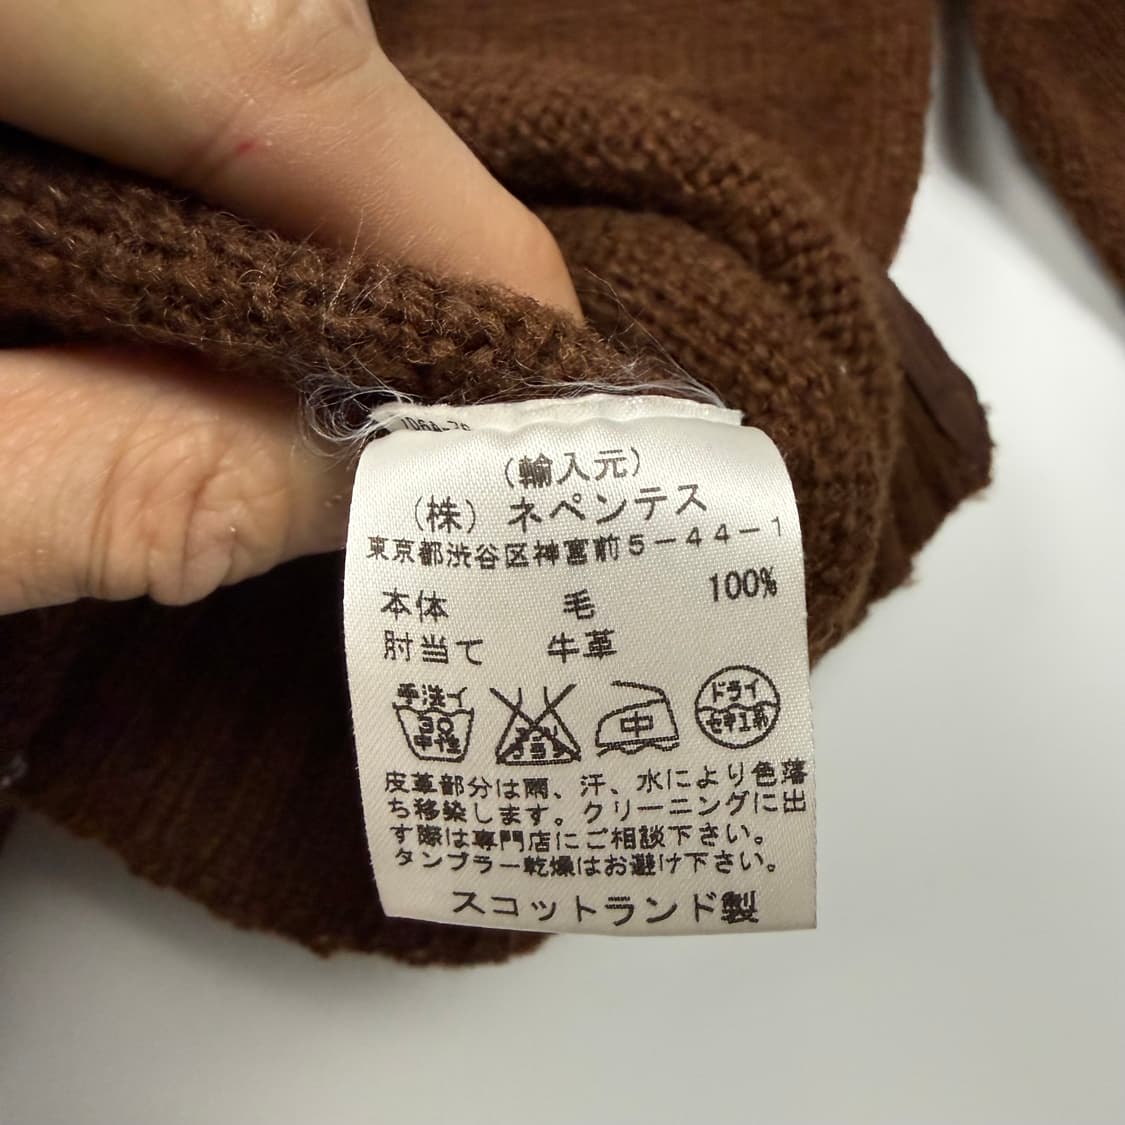 (輸入元)
(株) ネペンテス
東京都渋谷区神宮前5-44-1
本体 毛 100%
肘当て 牛革
手洗イ
30
中性
中
ドライ
セキユ系
皮革部分は雨、汗、水により色落
ち移染します。クリーニングに出
す際は専門店にご相談下さい。
タンブラー乾燥はお避け下さい。
スコットランド製